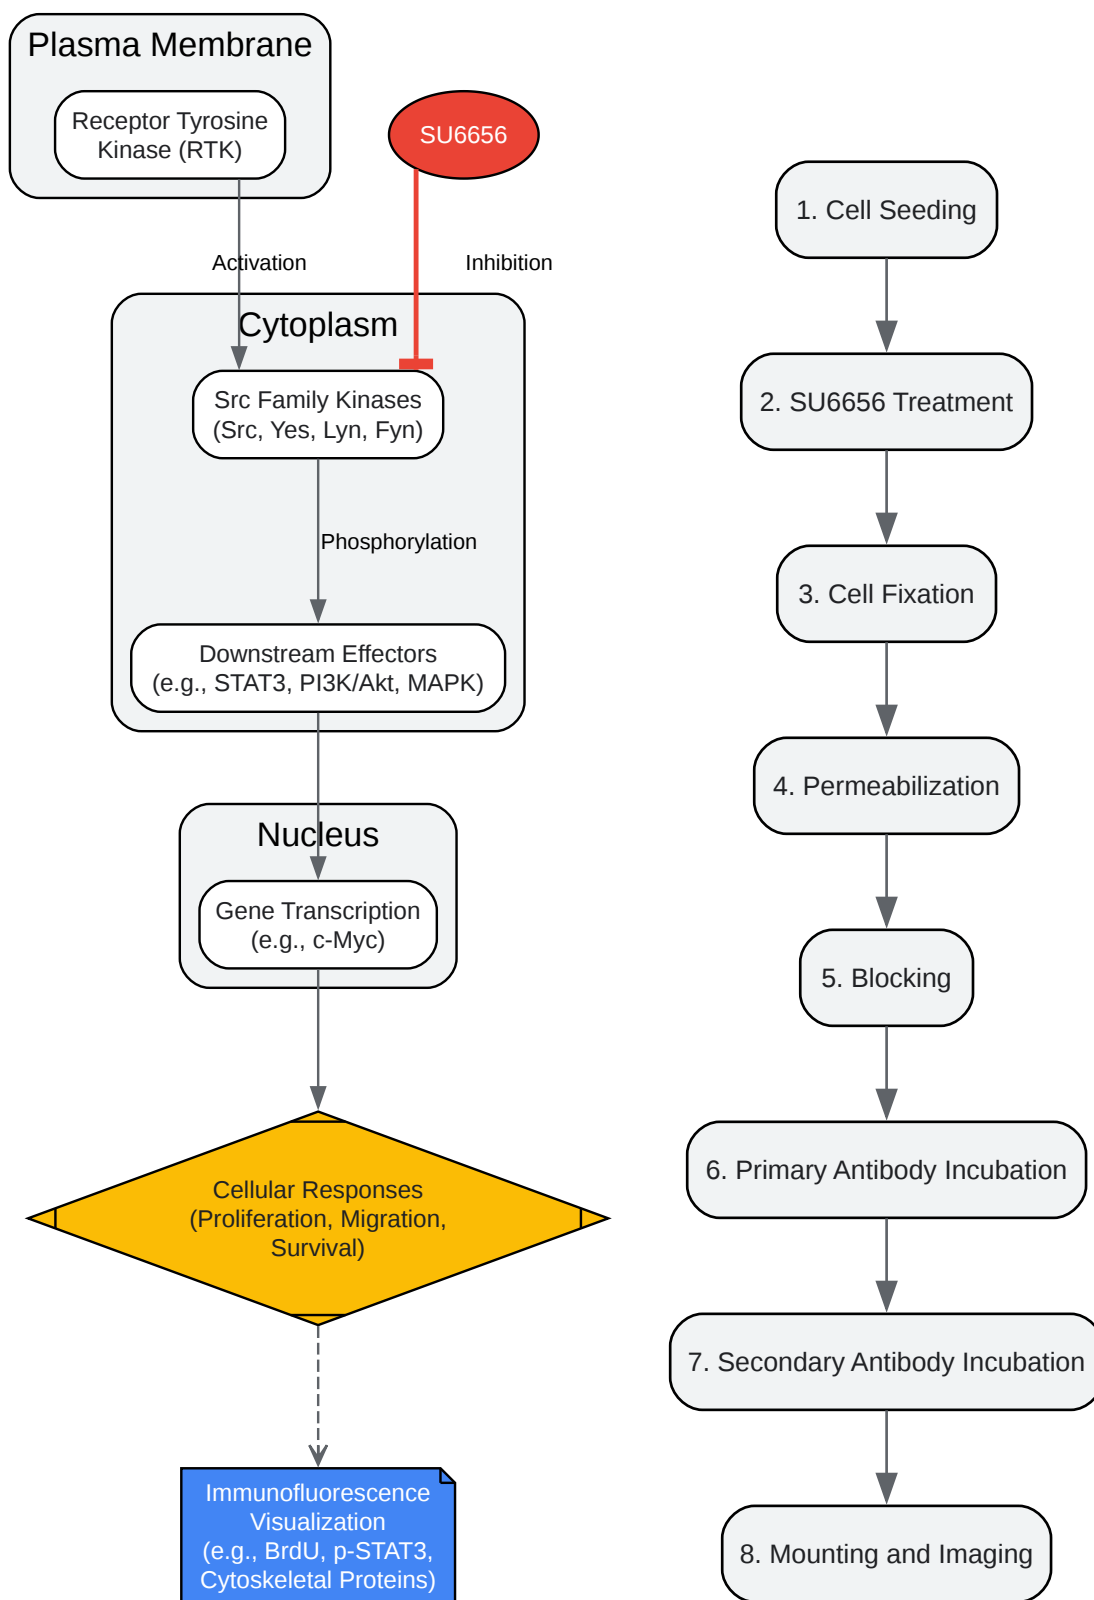 Plasma Membrane
Receptor Tyrosine
Kinase (RTK)
SU6656
Activation
Inhibition
Cytoplasm
Src Family Kinases
(Src, Yes, Lyn, Fyn)
Phosphorylation
Downstream Effectors
(e.g., STAT3, PI3K/Akt, MAPK)
Nucleus
Gene Transcription
(e.g., c-Myc)
Cellular Responses
(Proliferation, Migration,
Survival)
Immunofluorescence
Visualization
(e.g., BrdU, p-STAT3,
Cytoskeletal Proteins)
1. Cell Seeding
2. SU6656 Treatment
3. Cell Fixation
4. Permeabilization
5. Blocking
6. Primary Antibody Incubation
7. Secondary Antibody Incubation
8. Mounting and Imaging